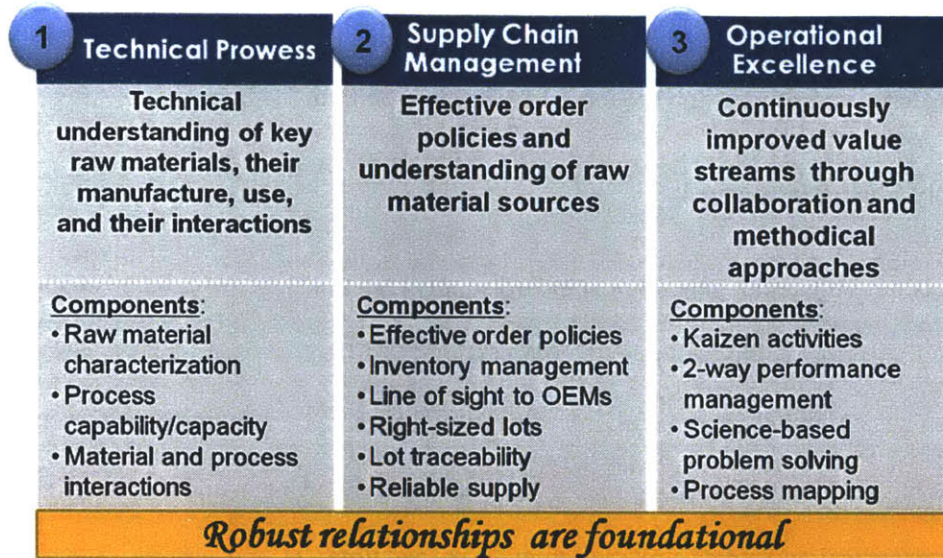 1
Technical Prowess
Technical
understanding of key
raw materials, their
manufacture, use,
and their interactions
Components:
• Raw material
characterization
• Process
capability/capacity
• Material and process
interactions
2
Supply Chain
Management
Effective order
policies and
understanding of raw
material sources
Components:
• Effective order policies
• Inventory management
• Line of sight to OEMs
• Right-sized lots
• Lot traceability
• Reliable supply
3
Operational
Excellence
Continuously
improved value
streams through
collaboration and
methodical
approaches
Components:
• Kaizen activities
• 2-way performance
management
• Science-based
problem solving
• Process mapping
Robust relationships are foundational